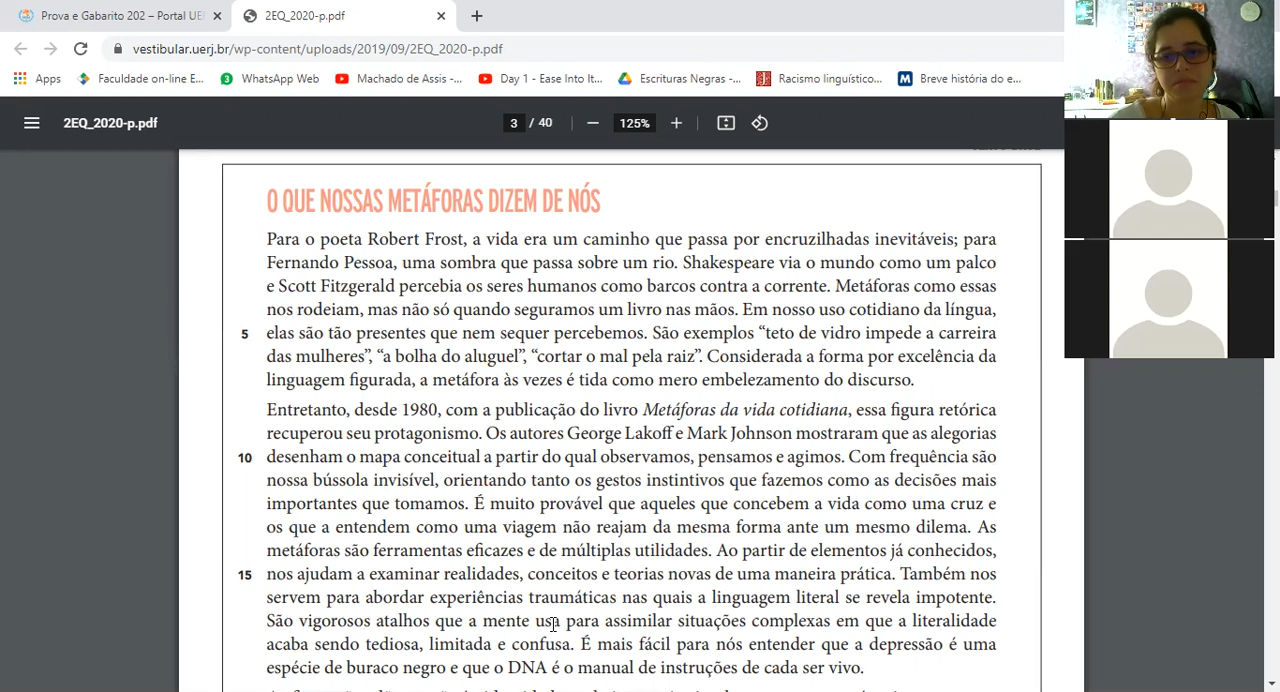 Prova e Gabarito 202 – Portal UE
2EQ_2020-p.pdf
vestibular.uerj.br/wp-content/uploads/2019/09/2EQ_2020-p.pdf
Apps
Faculdade on-line E...
3
WhatsApp Web
Machado de Assis -...
Day 1 - Ease Into It...
Escrituras Negras -...
Racismo linguístico...
M
Breve história do e...
2EQ_2020-p.pdf
3 / 40
125%
O QUE NOSSAS METÁFORAS DIZEM DE NÓS
Para o poeta Robert Frost, a vida era um caminho que passa por encruzilhadas inevitáveis; para
Fernando Pessoa, uma sombra que passa sobre um rio. Shakespeare via o mundo como um palco
e Scott Fitzgerald percebia os seres humanos como barcos contra a corrente. Metáforas como essas
nos rodeiam, mas não só quando seguramos um livro nas mãos. Em nosso uso cotidiano da língua,
5 elas são tão presentes que nem sequer percebemos. São exemplos “teto de vidro impede a carreira
das mulheres”, “a bolha do aluguel”, “cortar o mal pela raiz”. Considerada a forma por excelência da
linguagem figurada, a metáfora às vezes é tida como mero embelezamento do discurso.
Entretanto, desde 1980, com a publicação do livro Metáforas da vida cotidiana, essa figura retórica
recuperou seu protagonismo. Os autores George Lakoff e Mark Johnson mostraram que as alegorias
10 desenham o mapa conceitual a partir do qual observamos, pensamos e agimos. Com frequência são
nossa bússola invisível, orientando tanto os gestos instintivos que fazemos como as decisões mais
importantes que tomamos. É muito provável que aqueles que concebem a vida como uma cruz e
os que a entendem como uma viagem não reajam da mesma forma ante um mesmo dilema. As
metáforas são ferramentas eficazes e de múltiplas utilidades. Ao partir de elementos já conhecidos,
15 nos ajudam a examinar realidades, conceitos e teorias novas de uma maneira prática. Também nos
servem para abordar experiências traumáticas nas quais a linguagem literal se revela impotente.
São vigorosos atalhos que a mente usa para assimilar situações complexas em que a literalidade
acaba sendo tediosa, limitada e confusa. É mais fácil para nós entender que a depressão é uma
espécie de buraco negro e que o DNA é o manual de instruções de cada ser vivo.